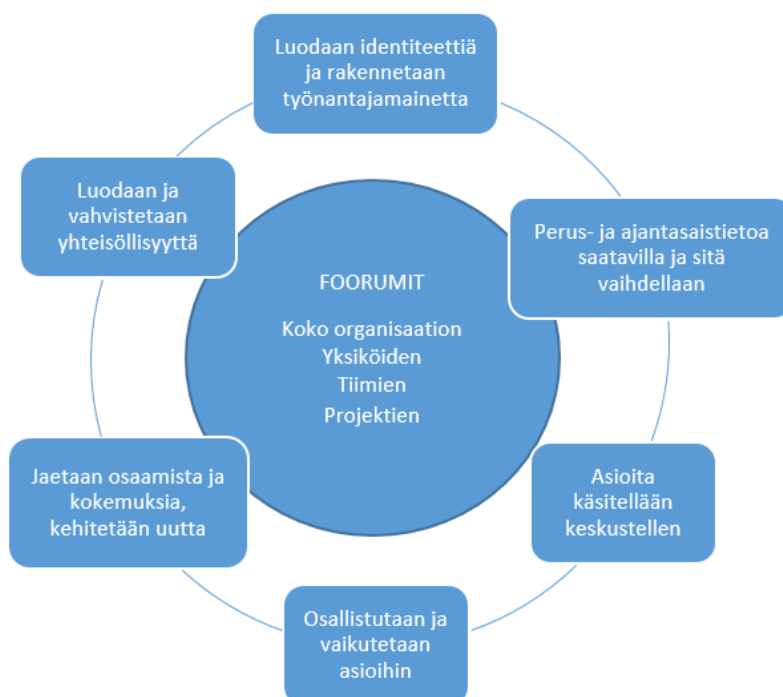 Luodaan identiteettiä
ja rakennetaan
työnantajamainetta
Perus- ja ajantasaistietoa
saatavilla ja sitä
vaihdellaan
Asioita
käsitellään
keskustellen
Osallistutaan ja
vaikutetaan
asioihin
Jaetaan osaamista ja
kokemuksia,
kehitetään uutta
Luodaan ja
vahvistetaan
yhteisöllisyyttä
FOORUMIT
Koko organisaation
Yksiköiden
Tiimien
Projektien